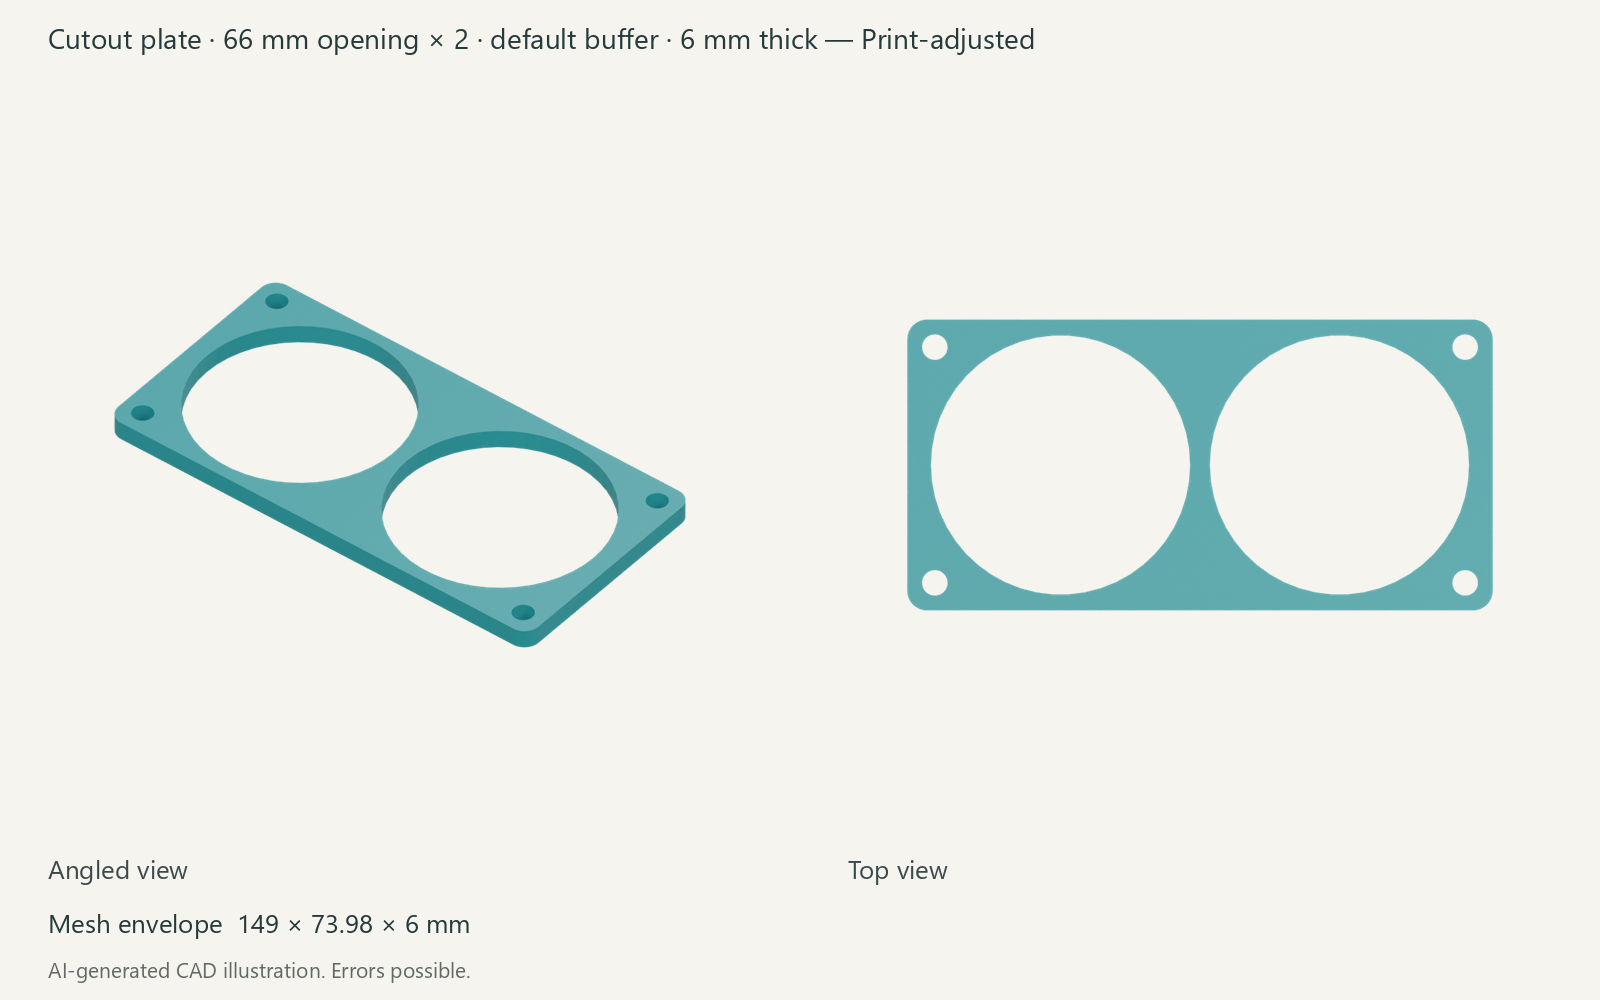 Cutout plate · 66 mm opening × 2 · default buffer · 6 mm thick — Print-adjusted
Angled view
Top view
Mesh envelope 149 × 73.98 × 6 mm
AI-generated CAD illustration. Errors possible.